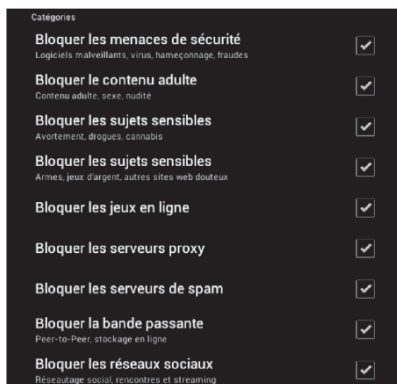 Catégories
Bloquer les menaces de sécurité
Logiciels malveillants, virus, hameçonnage, fraudes
Bloquer le contenu adulte
Contenu adulte, sexe, nudité
Bloquer les sujets sensibles
Avortement, drogues, cannabis
Bloquer les sujets sensibles
Armes, jeux d'argent, autres sites web douteux
Bloquer les jeux en ligne
Bloquer les serveurs proxy
Bloquer les serveurs de spam
Bloquer la bande passante
Peer-to-Peer, stockage en ligne
Bloquer les réseaux sociaux
Réseautage social, rencontres et streaming